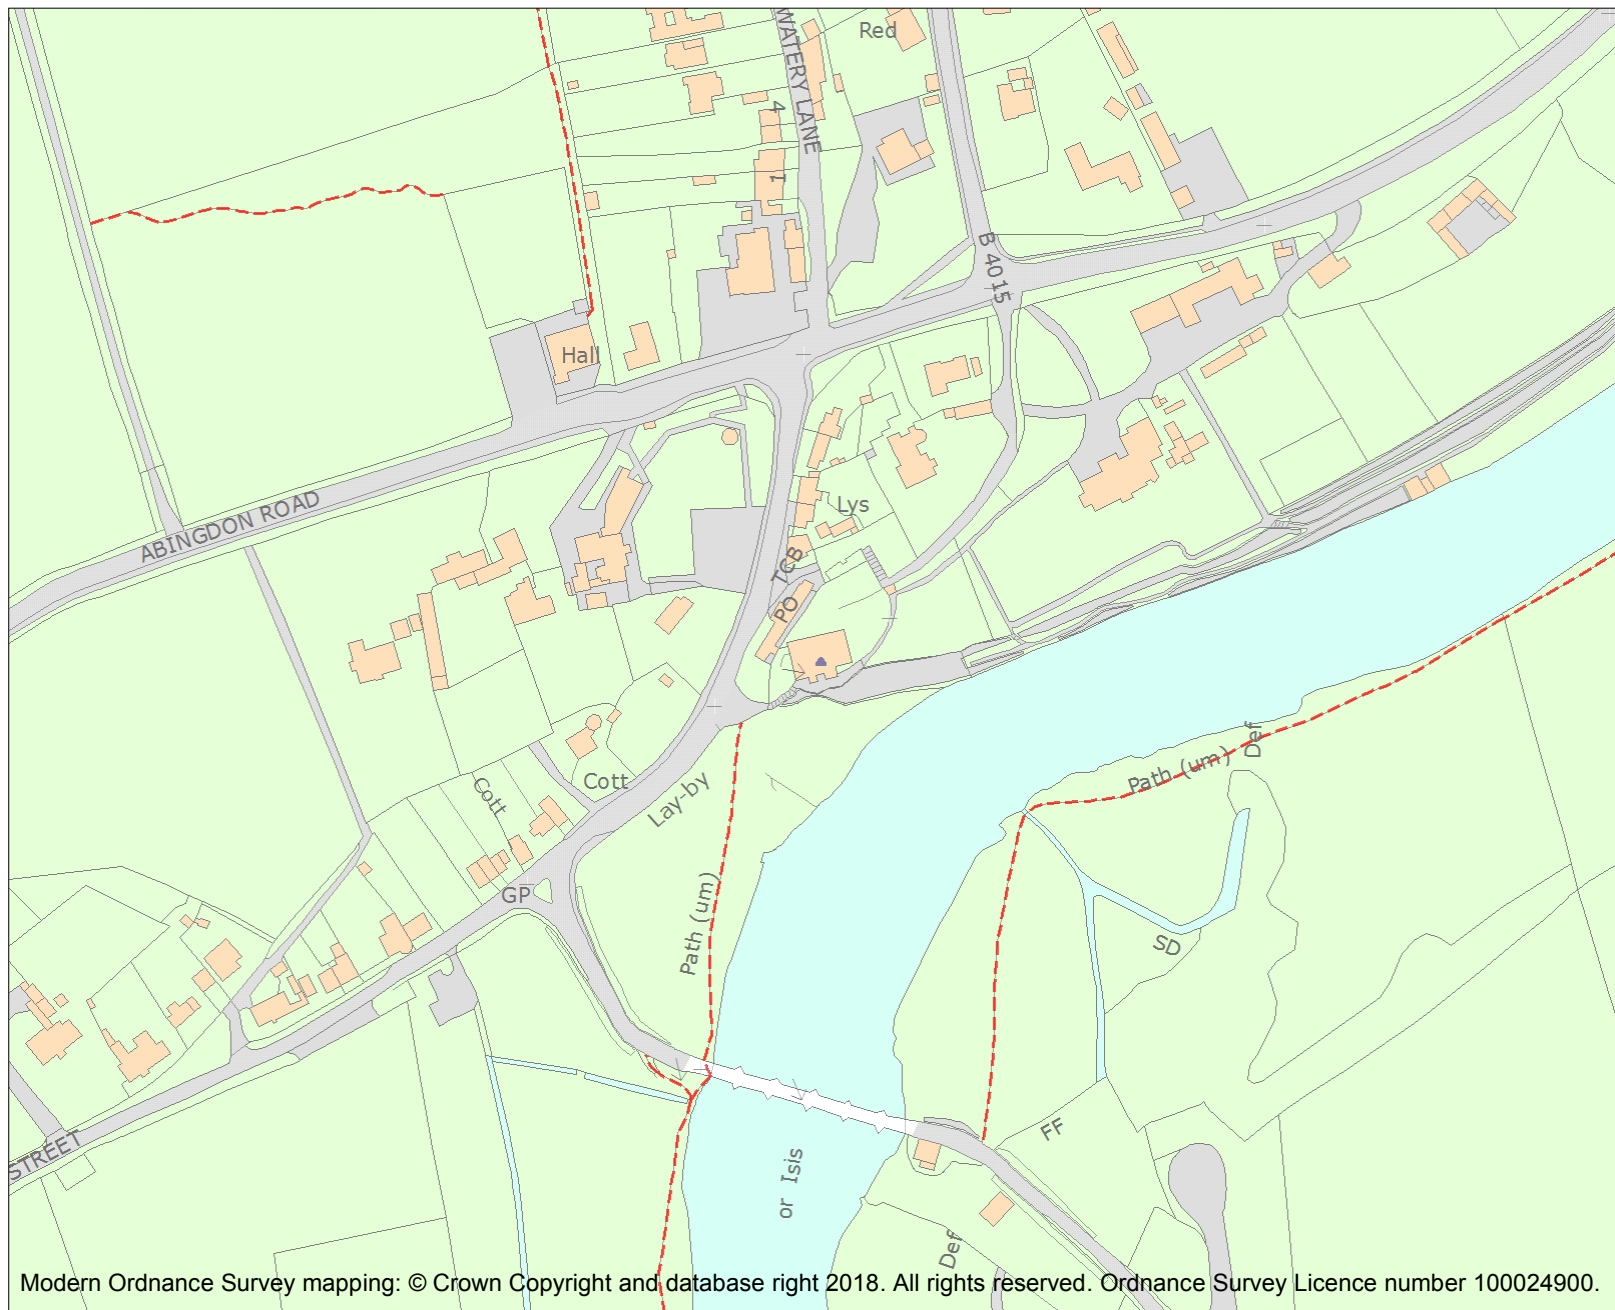 WATERY LANE
Red
4
1
B 4015
Hall
ABINGDON ROAD
Lys
TCB
PO
Def
Path (um)
Cott
Cott
Lay-by
GP
Path (um)
SD
FF
STREET
or Isis
Def
Modern Ordnance Survey mapping: © Crown Copyright and database right 2018. All rights reserved. Ordnance Survey Licence number 100024900.